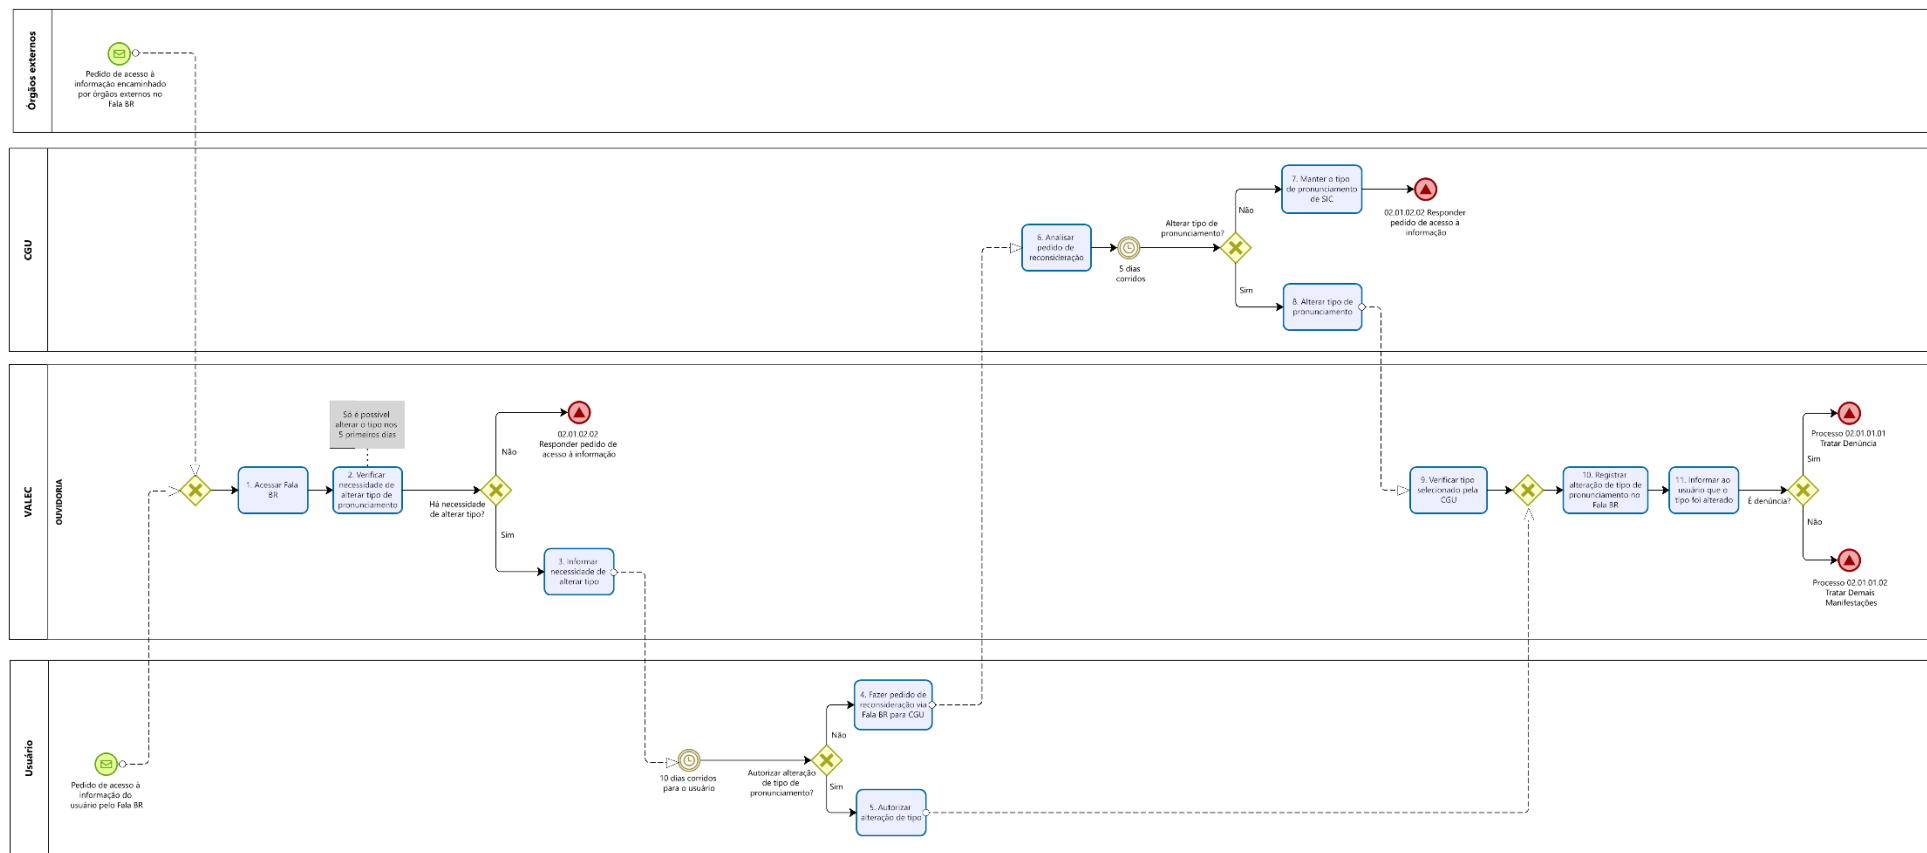 Órgãos externos
Pedido de acesso à
informação encaminhado
por órgãos externos no
Fala BR
CGU
6. Analisar
pedido de
reconsideração
5 dias
corridos
Alterar tipo de
pronunciamento?
Não
Sim
7. Manter o tipo
de pronunciamento
de SIC
02.01.02.02 Responder
pedido de acesso à
informação
8. Alterar tipo de
pronunciamento
VALEC
OUVIDORIA
1. Acessar Fala
BR
Só é possível
alterar o tipo nos
5 primeiros dias
2. Verificar
necessidade de
alterar tipo de
pronunciamento
Há necessidade
de alterar tipo?
Não
Sim
02.01.02.02
Responder pedido de
acesso à informação
3. Informar
necessidade de
alterar tipo
9. Verificar tipo
selecionado pela
CGU
10. Registrar
alteração de tipo de
pronunciamento no
Fala BR
11. Informar ao
usuário que o
tipo foi alterado
É denúncia?
Processo 02.01.01.01
Tratar Denúncia
Sim
Não
Processo 02.01.01.02
Tratar Demais
Manifestações
Usuário
Pedido de acesso à
informação do
usuário pelo Fala BR
10 dias corridos
para o usuário
Autorizar alteração
de tipo de
pronunciamento?
Não
Sim
4. Fazer pedido de
reconsideração via
Fala BR para CGU
5. Autorizar
alteração de tipo